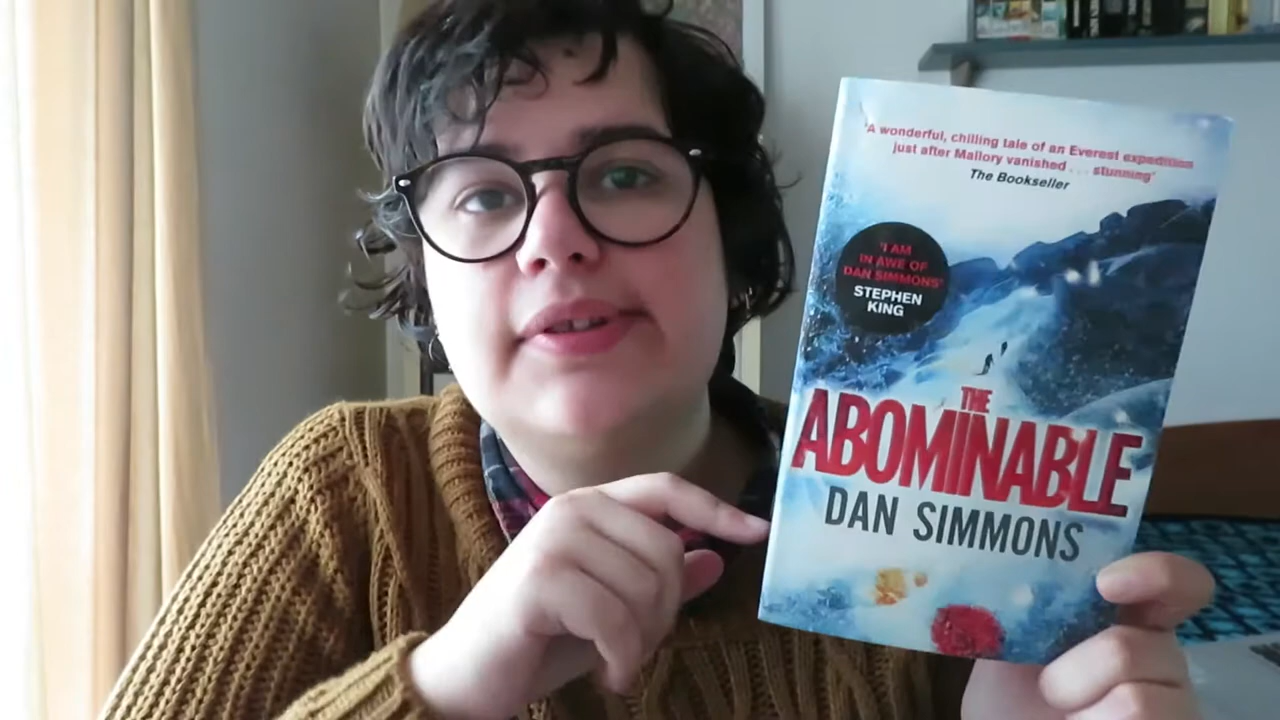 'A wonderful, chilling tale of an Everest expedition
just after Mallory vanished . . . stunning'
The Bookseller
'I AM
IN AWE OF
DAN SIMMONS'
STEPHEN
KING
THE
ABOMINABLE
DAN SIMMONS